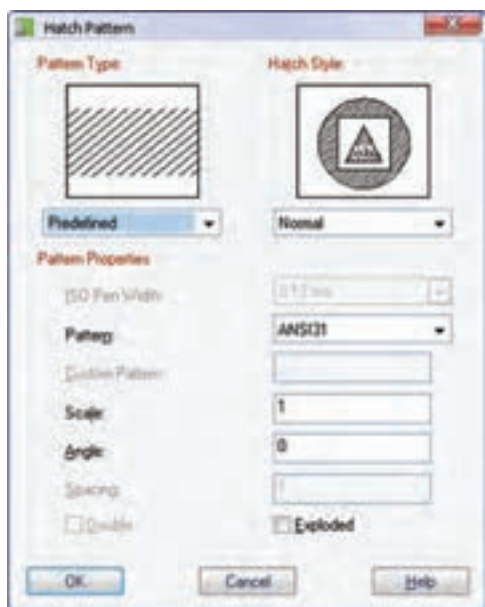 Hatch Pattern
Pattern Type:
Hatch Style:
Predefined
Normal
Pattern Properties
ISO Pen Width:
Pattern:
ANSI31
Custom Pattern:
Scale:
1
Angle:
0
Spacing:
1
Double
Exploded
OK
Cancel
Help